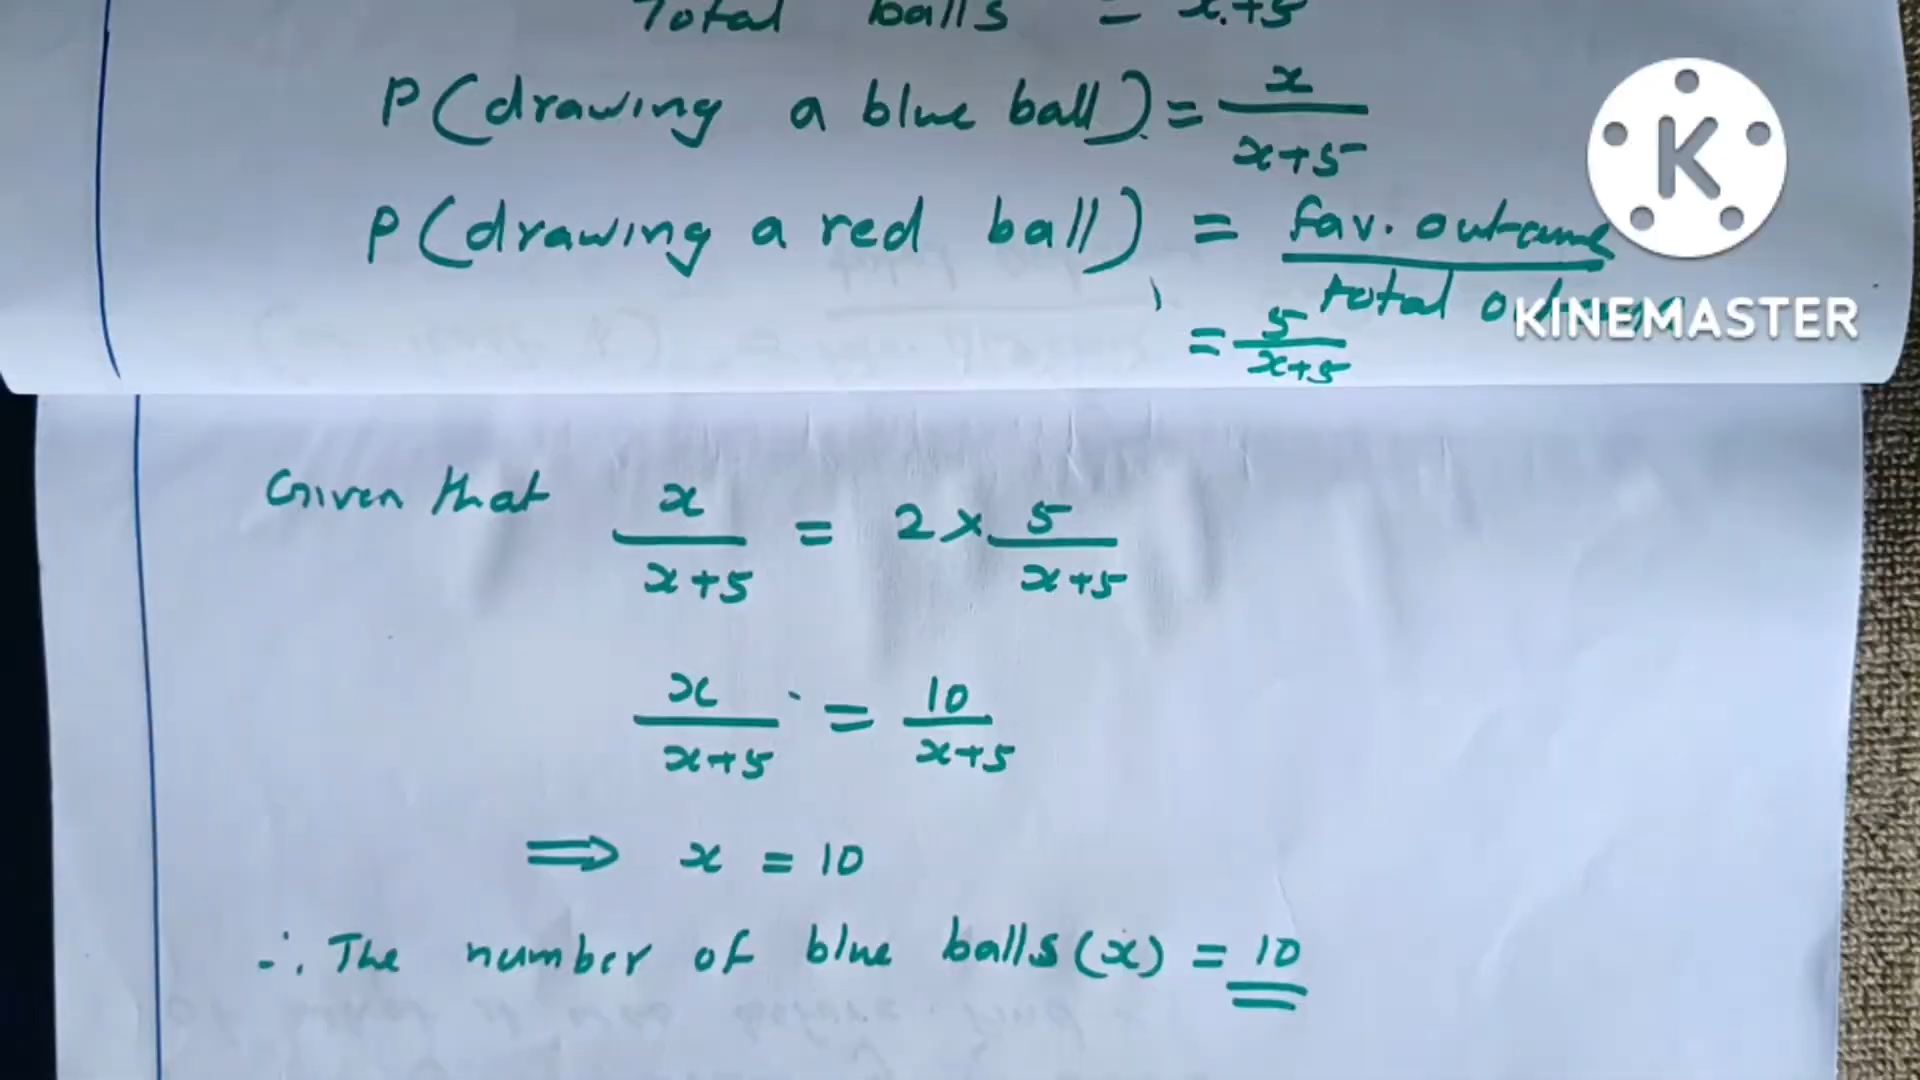 Total balls = x+5
P(drawing a blue ball) = x/x+5
P(drawing a red ball) = fav. outcome/total
= 5/x+5
K
KINEMASTER
Given that x/x+5 = 2 × 5/x+5
x/x+5 = 10/x+5
⇒ x = 10
∴ The number of blue balls (x) = 10